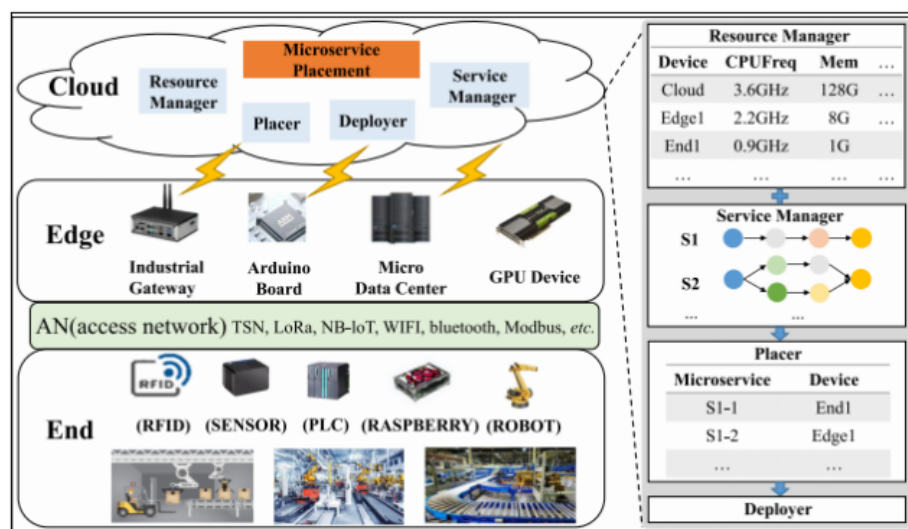 Cloud
Microservice
Placement
Resource
Manager
Service
Manager
Placer
Deployer
Edge
Industrial
Gateway
Arduino
Board
Micro
Data Center
GPU Device
AN(access network) TSN, LoRa, NB-IoT, WIFI, bluetooth, Modbus, etc.
End
RFID
(RFID) (SENSOR) (PLC) (RASPBERRY) (ROBOT)
Resource Manager
Device CPUFreq Mem ...
Cloud 3.6GHz 128G ...
Edge1 2.2GHz 8G ...
End1 0.9GHz 1G
... ... ... ...
Service Manager
S1
S2
... ...
Placer
Microservice Device
S1-1 End1
S1-2 Edge1
... ...
Deployer